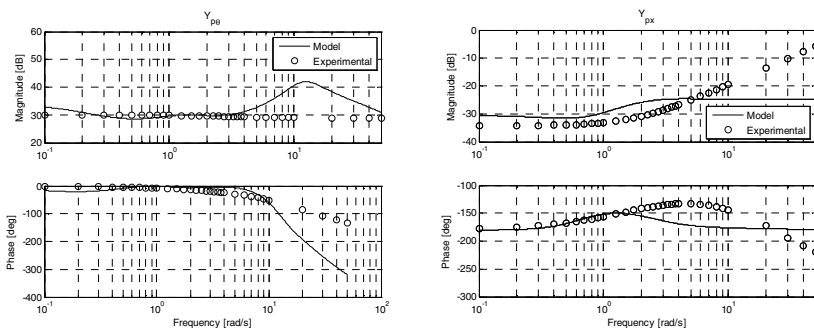 Y_pθ
Magnitude [dB]
60
50
40
30
20
10^-1
10^0
10^1
Model
Experimental
Phase [deg]
0
-100
-200
-300
-400
10^-1
10^0
10^1
10^2
Frequency [rad/s]
Y_px
Magnitude [dB]
0
-10
-20
-30
-40
10^-1
10^0
10^1
Model
Experimental
Phase [deg]
-100
-150
-200
-250
-300
10^-1
10^0
10^1
Frequency [rad/s]